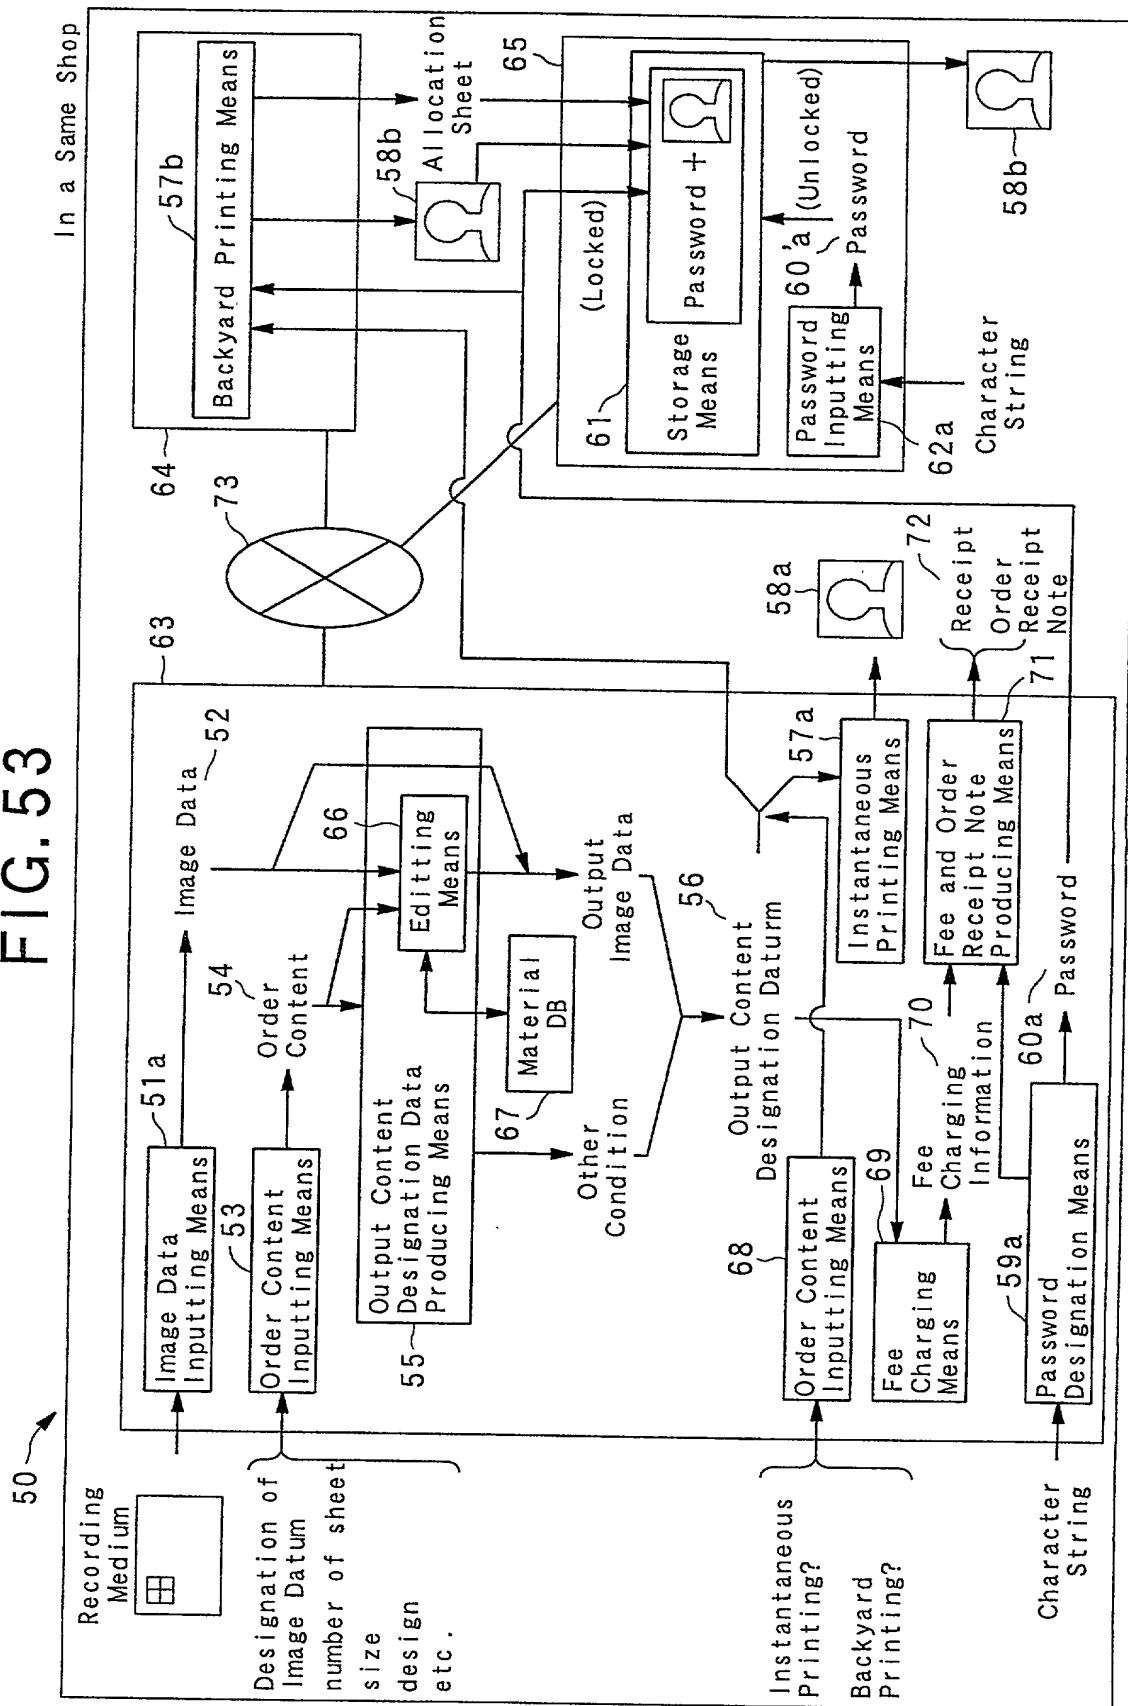 FIG.53
In a Same Shop
50
Recording
Medium
Designation of
Image Datum
number of sheet
size
design
etc.
Instantaneous
Printing?
Backyard
Printing?
Character
String
63
Image Data
Inputting Means
51a
Image Data
52
Order Content
Inputting Means
53
Order
Content
54
Output Content
Designation Data
Producing Means
55
Editting
Means
66
Material
DB
67
Other
Condition
Output
Image Data
Output Content
Designation Daturm
56
Order Content
Inputting Means
68
Fee
Charging
Means
69
Fee
Charging
Information
70
Instantaneous
Printing Means
57a
58a
Fee and Order
Receipt Note
Producing Means
71
Receipt
Order
Receipt
Note
72
Password
Designation Means
59a
Password
60a
73
64
Backyard Printing Means
57b
58b
Allocation
Sheet
65
(Locked)
61
Storage
Means
Password +
Password
Inputting
Means
62a
Password
60'a
(Unlocked)
Character
String
58b